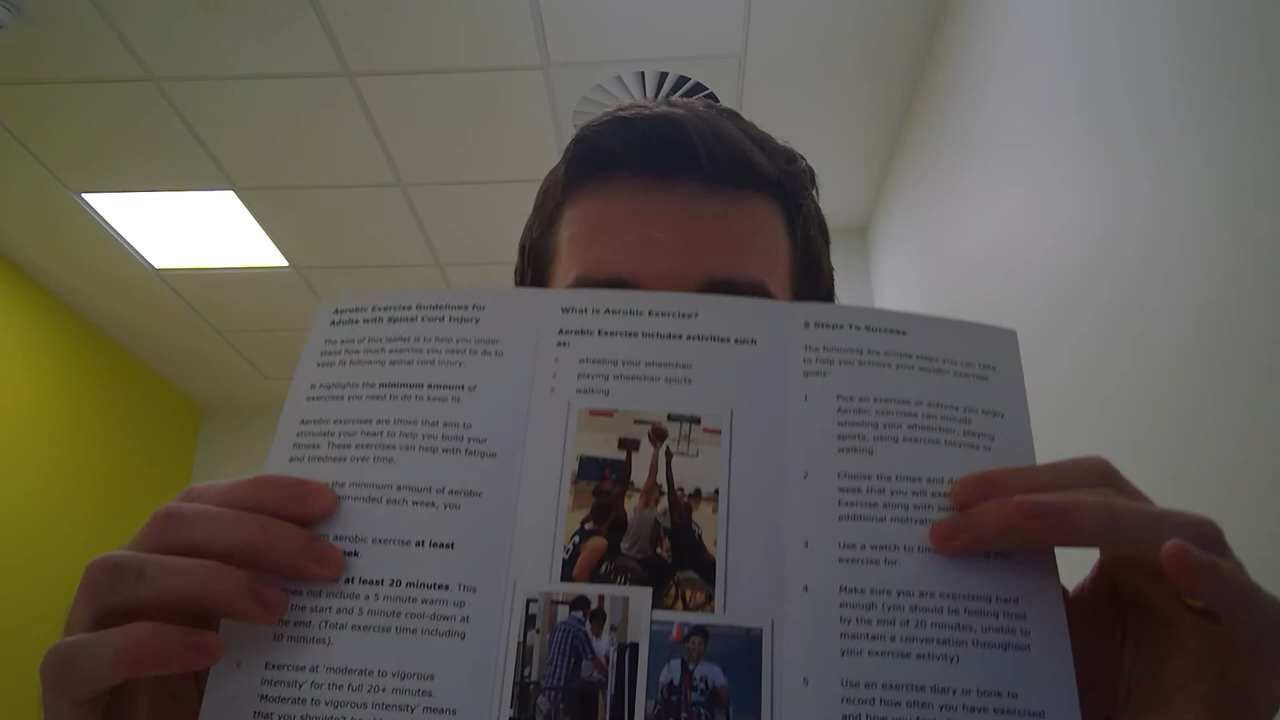 Aerobic Exercise Guidelines for
Adults with Spinal Cord Injury
The aim of this leaflet is to help you under-
stand how much exercise you need to do to
keep fit following spinal cord injury.
It highlights the minimum amount of
exercises you need to do to keep fit.
Aerobic exercises are those that aim to
stimulate your heart to help you build your
fitness. These exercises can help with fatigue
and tiredness over time.
the minimum amount of aerobic
each week, you
aerobic exercise at least
at least 20 minutes. This
does not include a 5 minute warm-up
the start and 5 minute cool-down at
the end. (Total exercise time including
30 minutes).
Exercise at 'moderate to vigorous
intensity' for the full 20+ minutes.
'Moderate to vigorous intensity' means
that you shouldn't be
What is Aerobic Exercise?
Aerobic Exercise includes activities such
as:
wheeling your wheelchair
playing wheelchair sports
walking
5 Steps To Success
The following are simple steps you can take
to help you achieve your aerobic exercise
goals:
1 Pick an exercise or activity you enjoy.
Aerobic exercises can include
wheeling your wheelchair, playing
sports, using exercise bicycles or
walking.
2 Choose the times and
week that you will
Exercise along with
additional
3 Use a watch to
exercise for.
4 Make sure you are exercising hard
enough (you should be feeling tired
by the end of 20 minutes, unable to
maintain a conversation throughout
your exercise activity)
5 Use an exercise diary or book to
record how often you have exercised
and how you